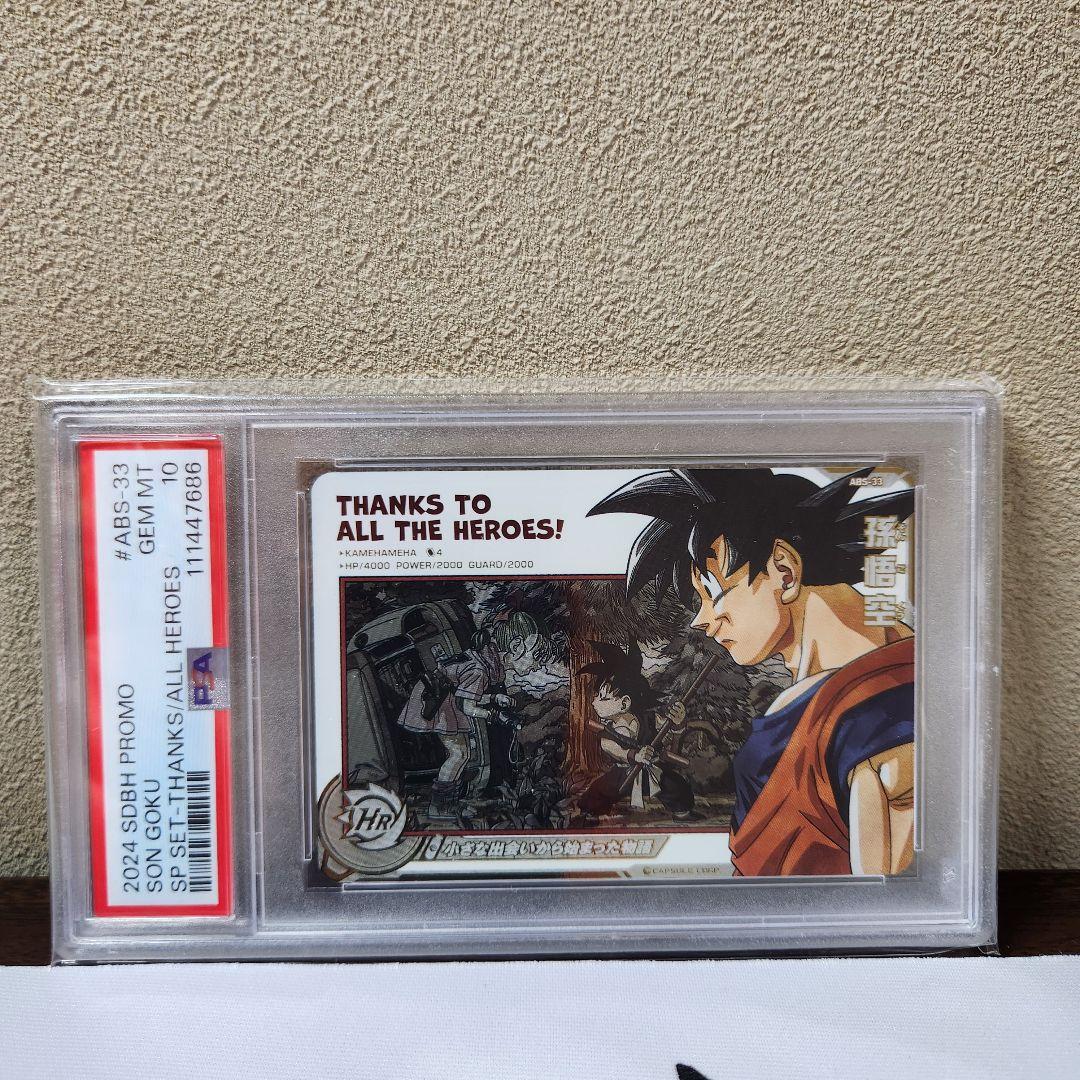 2024 SDBH PROMO #ABS-33
SON GOKU GEM MT
SP SET-THANKS/ALL HEROES 10
PSA 111447686
THANKS TO
ALL THE HEROES!
▸KAMEHAMEHA 4
▸HP/4000 POWER/2000 GUARD/2000
ABS-33
孫悟空
HR
小さな出会いから始まった物語
©CAPSULE CORP.